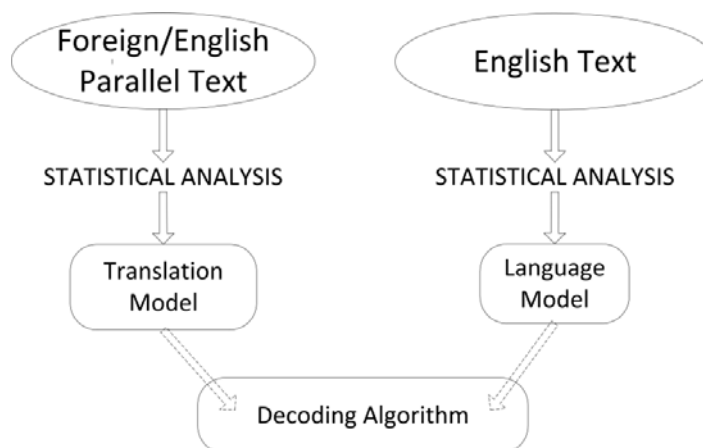 Foreign/English
Parallel Text
English Text
STATISTICAL ANALYSIS
STATISTICAL ANALYSIS
Translation
Model
Language
Model
Decoding Algorithm